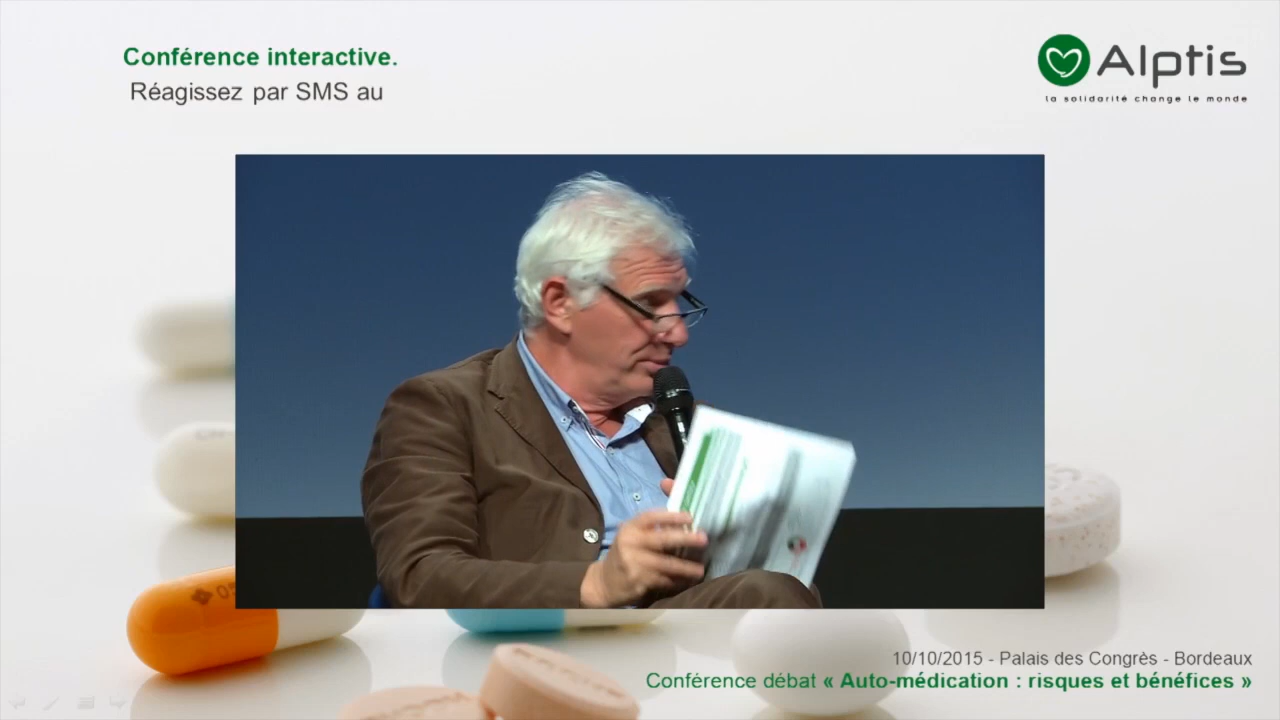 Conférence interactive.
Réagissez par SMS au
Alptis
la solidarité change le monde
10/10/2015 - Palais des Congrès - Bordeaux
Conférence débat « Auto-médication : risques et bénéfices »